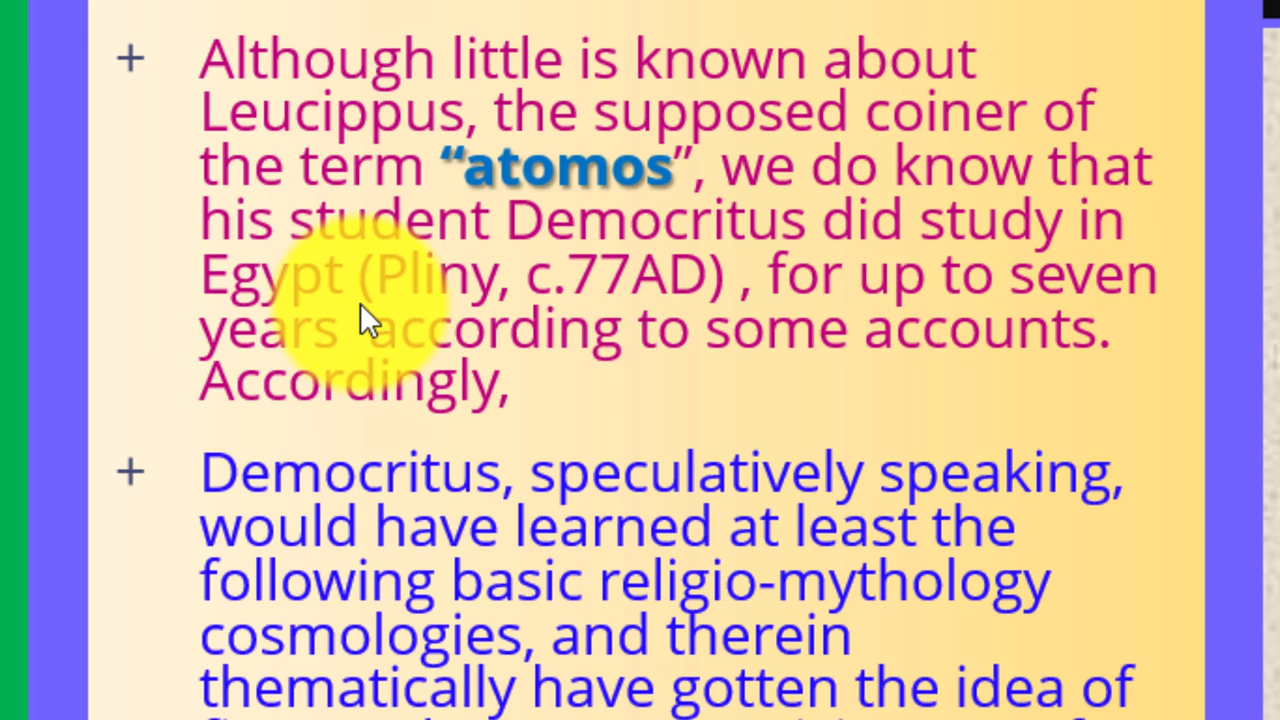 + Although little is known about
Leucippus, the supposed coiner of
the term “atomos”, we do know that
his student Democritus did study in
Egypt (Pliny, c.77AD) , for up to seven
years according to some accounts.
Accordingly,
+ Democritus, speculatively speaking,
would have learned at least the
following basic religio-mythology
cosmologies, and therein
thematically have gotten the idea of